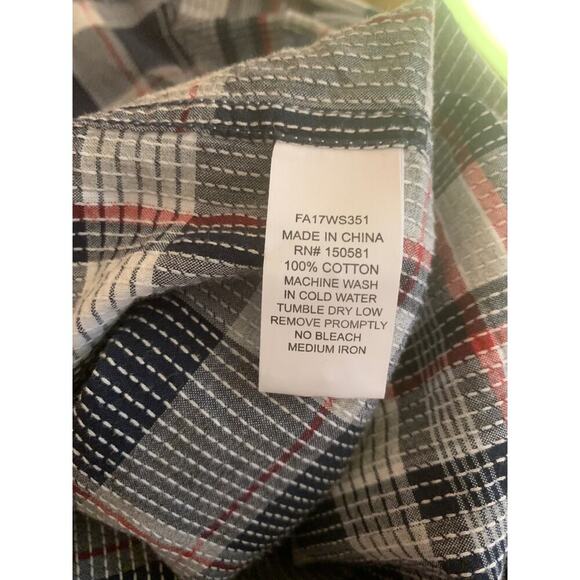 FA17WS351
MADE IN CHINA
RN# 150581
100% COTTON
MACHINE WASH
IN COLD WATER
TUMBLE DRY LOW
REMOVE PROMPTLY
NO BLEACH
MEDIUM IRON